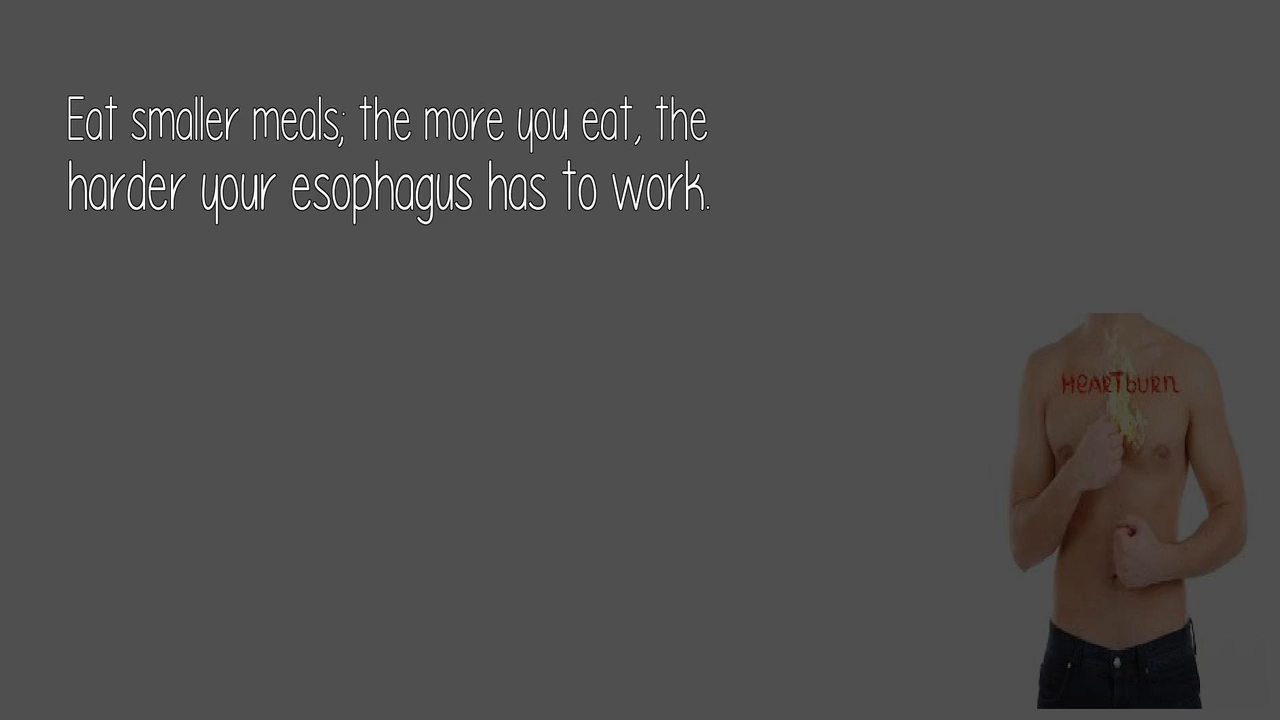 Eat smaller meals; the more you eat, the
harder your esophagus has to work.
HEARTBURN